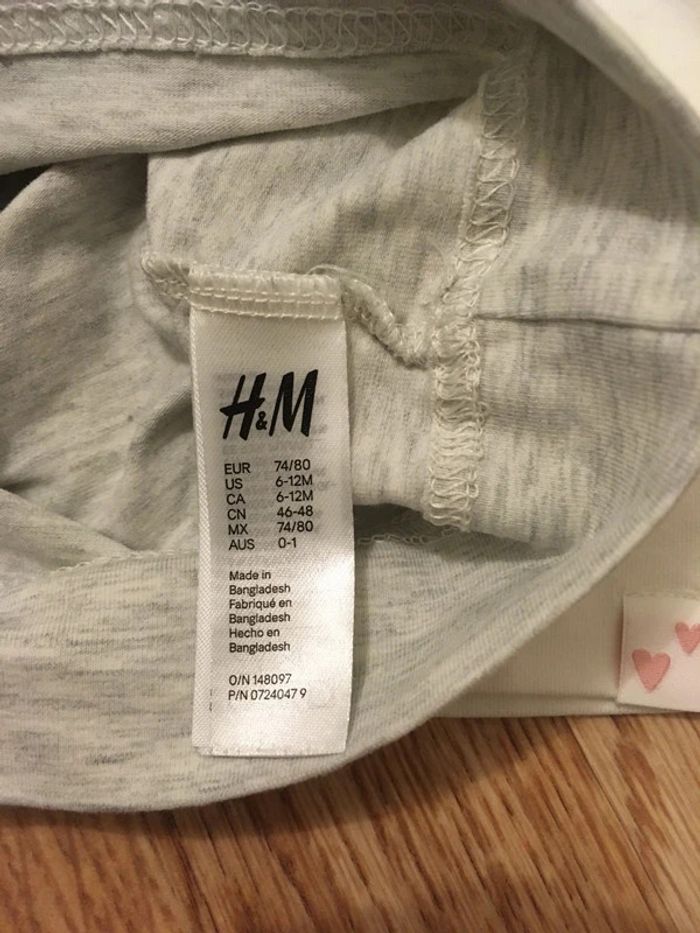 H&M
EUR 74/80
US 6-12M
CA 6-12M
CN 46-48
MX 74/80
AUS 0-1
Made in
Bangladesh
Fabriqué en
Bangladesh
Hecho en
Bangladesh
O/N 148097
P/N 0724047 9